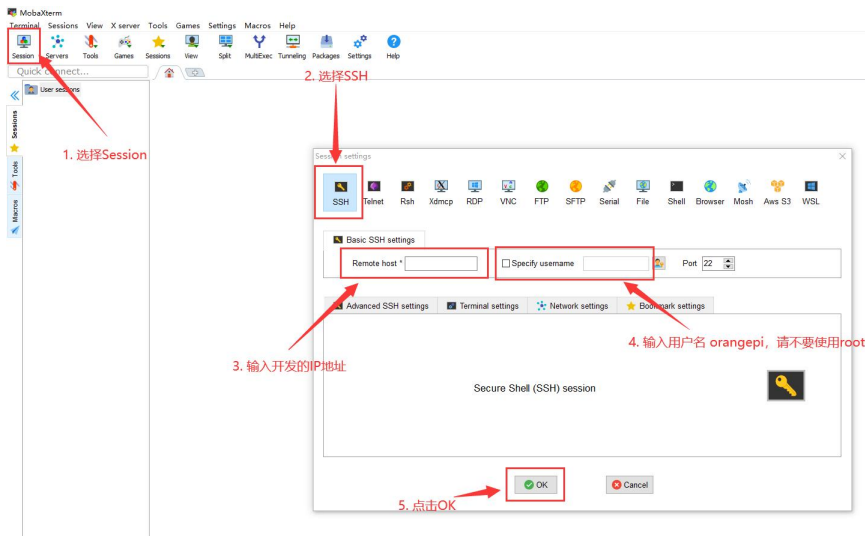 MobaXterm
Terminal Sessions View X server Tools Games Settings Macros Help
Session Servers Tools Games Sessions View Split MultiExec Tunneling Packages Settings Help
Quick connect...
2. 选择SSH
User sessions
Sessions
Tools
Macros
1. 选择Session
Session settings
SSH Telnet Rsh Xdmcp RDP VNC FTP SFTP Serial File Shell Browser Mosh Aws S3 WSL
Basic SSH settings
Remote host * Specify username Port 22
Advanced SSH settings Terminal settings Network settings Bookmark settings
4. 输入用户名 orangepi，请不要使用root
3. 输入开发的IP地址
Secure Shell (SSH) session
OK Cancel
5. 点击OK